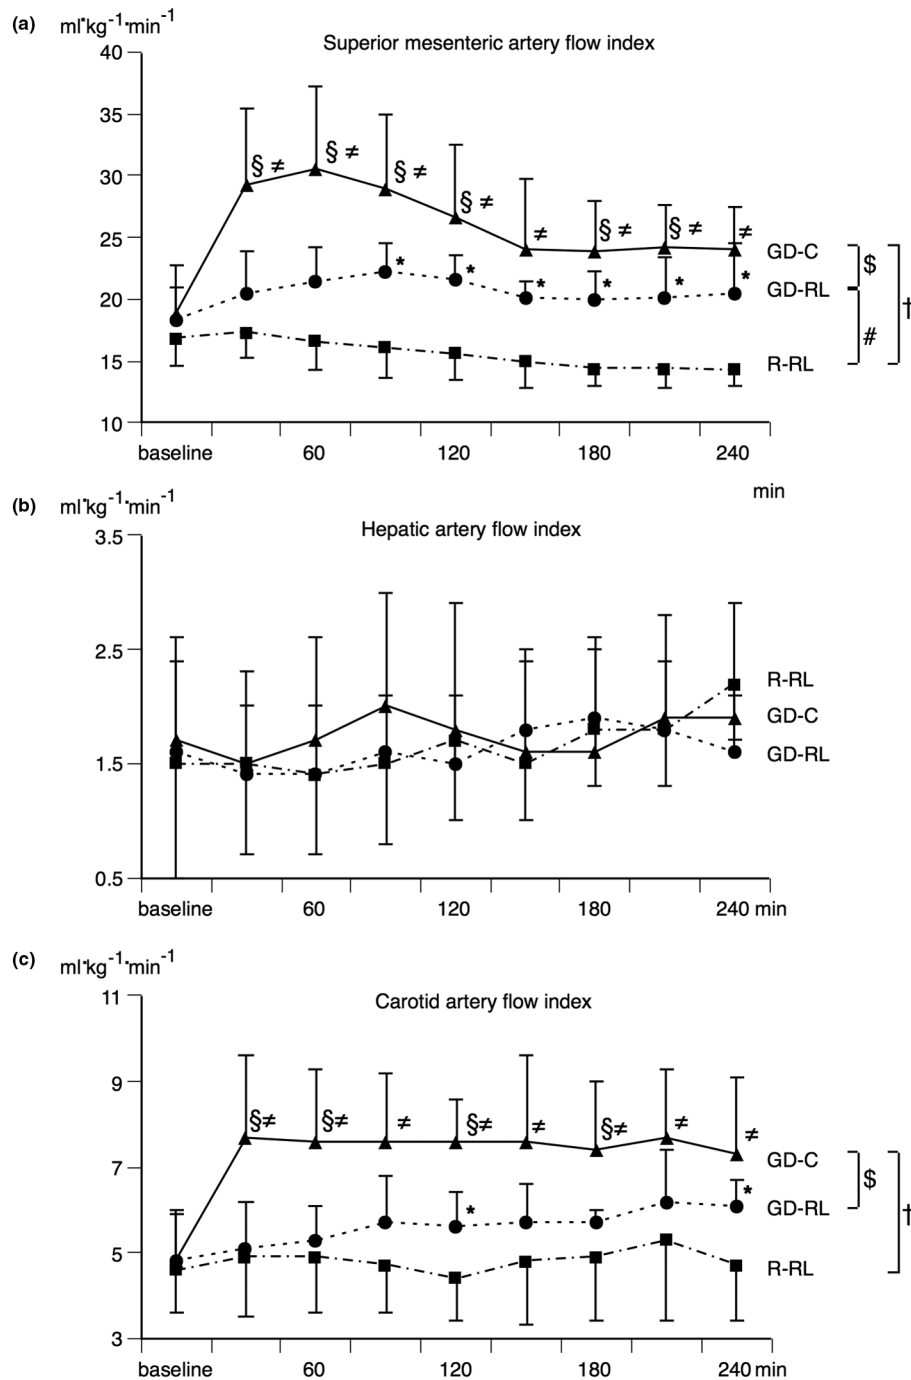 (a)
ml·kg⁻¹·min⁻¹
Superior mesenteric artery flow index
40
35
30
25
20
15
10
§ ≠ § ≠ § ≠ § ≠ ≠ § ≠ § ≠ ≠
* * * * * *
GD-C
GD-RL
R-RL
$
#
†
baseline 60 120 180 240
min
(b)
ml·kg⁻¹·min⁻¹
Hepatic artery flow index
3.5
2.5
1.5
0.5
R-RL
GD-C
GD-RL
baseline 60 120 180 240 min
(c)
ml·kg⁻¹·min⁻¹
Carotid artery flow index
11
9
7
5
3
§≠ §≠ ≠ §≠ ≠ §≠ ≠ ≠
* *
GD-C
GD-RL
R-RL
$
†
baseline 60 120 180 240 min